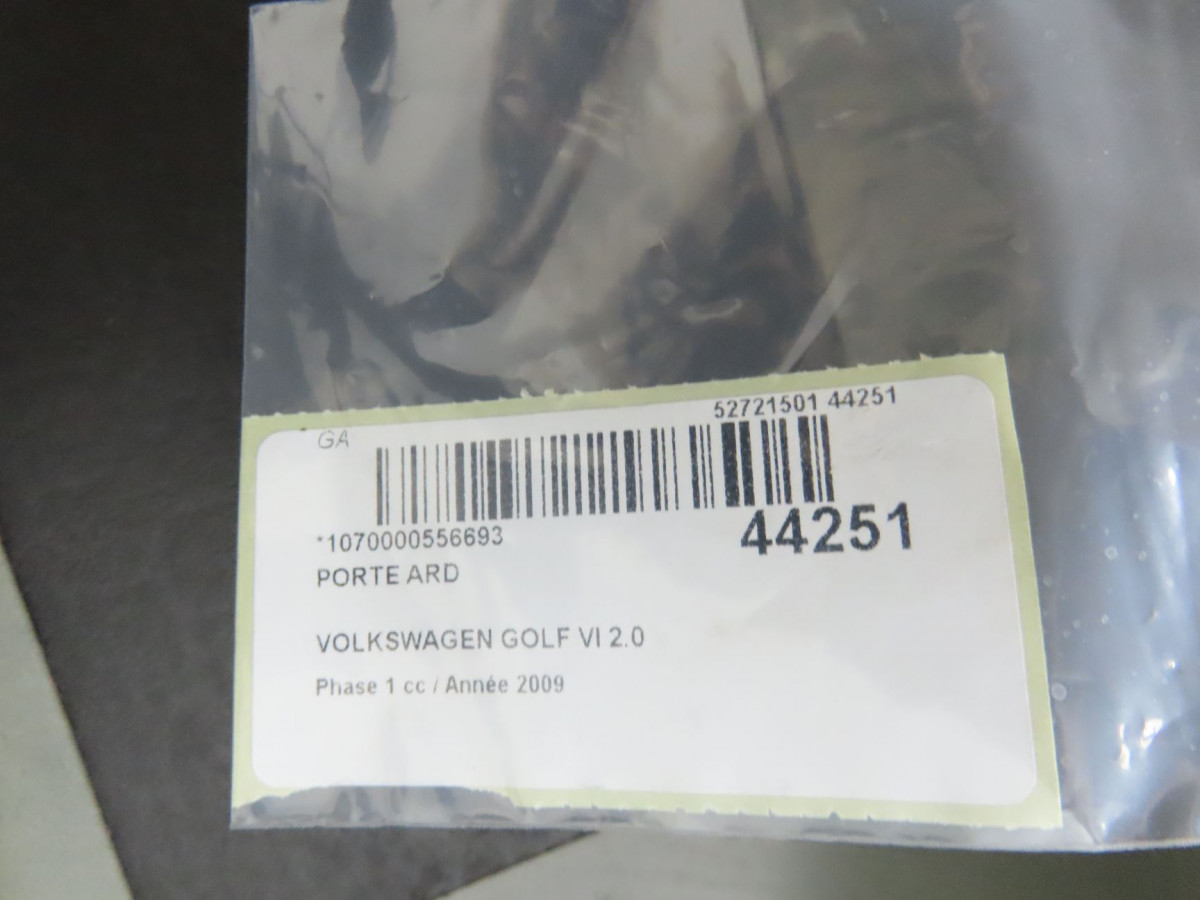 52721501 44251
GA
*1070000556693
44251
PORTE ARD
VOLKSWAGEN GOLF VI 2.0
Phase 1 cc / Année 2009